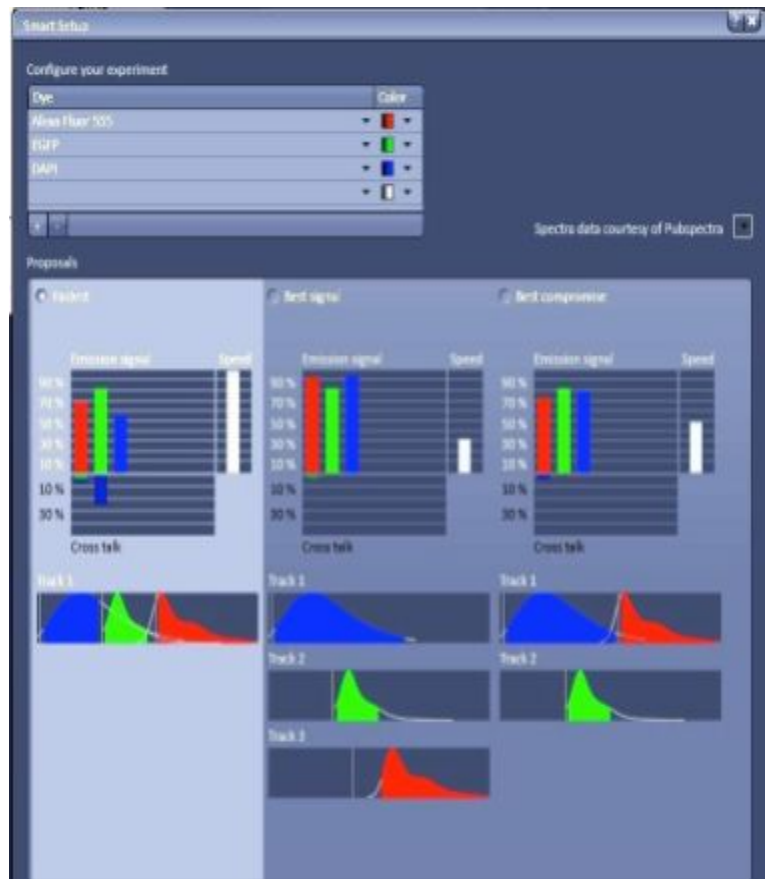 Smart Setup
Configure your experiment
Dye Color
Alexa Fluor 555
EGFP
DAPI
Spectra data courtesy of Pubspectra
Proposals
Fastest
Emission signal Speed
90 %
70 %
50 %
30 %
10 %
10 %
30 %
Cross talk
Track 1
Best signal
Emission signal Speed
90 %
70 %
50 %
30 %
10 %
10 %
30 %
Cross talk
Track 1
Track 2
Track 3
Best compromise
Emission signal Speed
90 %
70 %
50 %
30 %
10 %
10 %
30 %
Cross talk
Track 1
Track 2